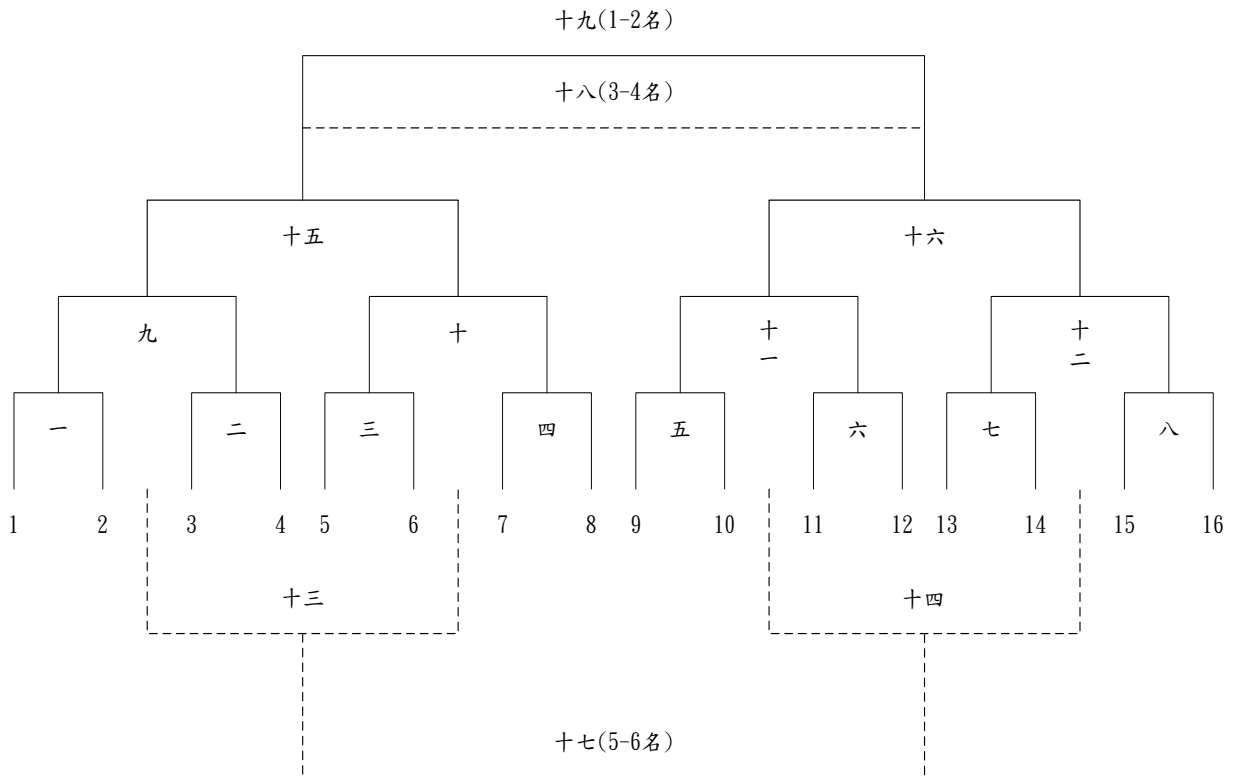 十九(1-2名)
十八(3-4名)
十五 十六
九 十 十一 十二
一 二 三 四 五 六 七 八
1 2 3 4 5 6 7 8 9 10 11 12 13 14 15 16
十三 十四
十七(5-6名)